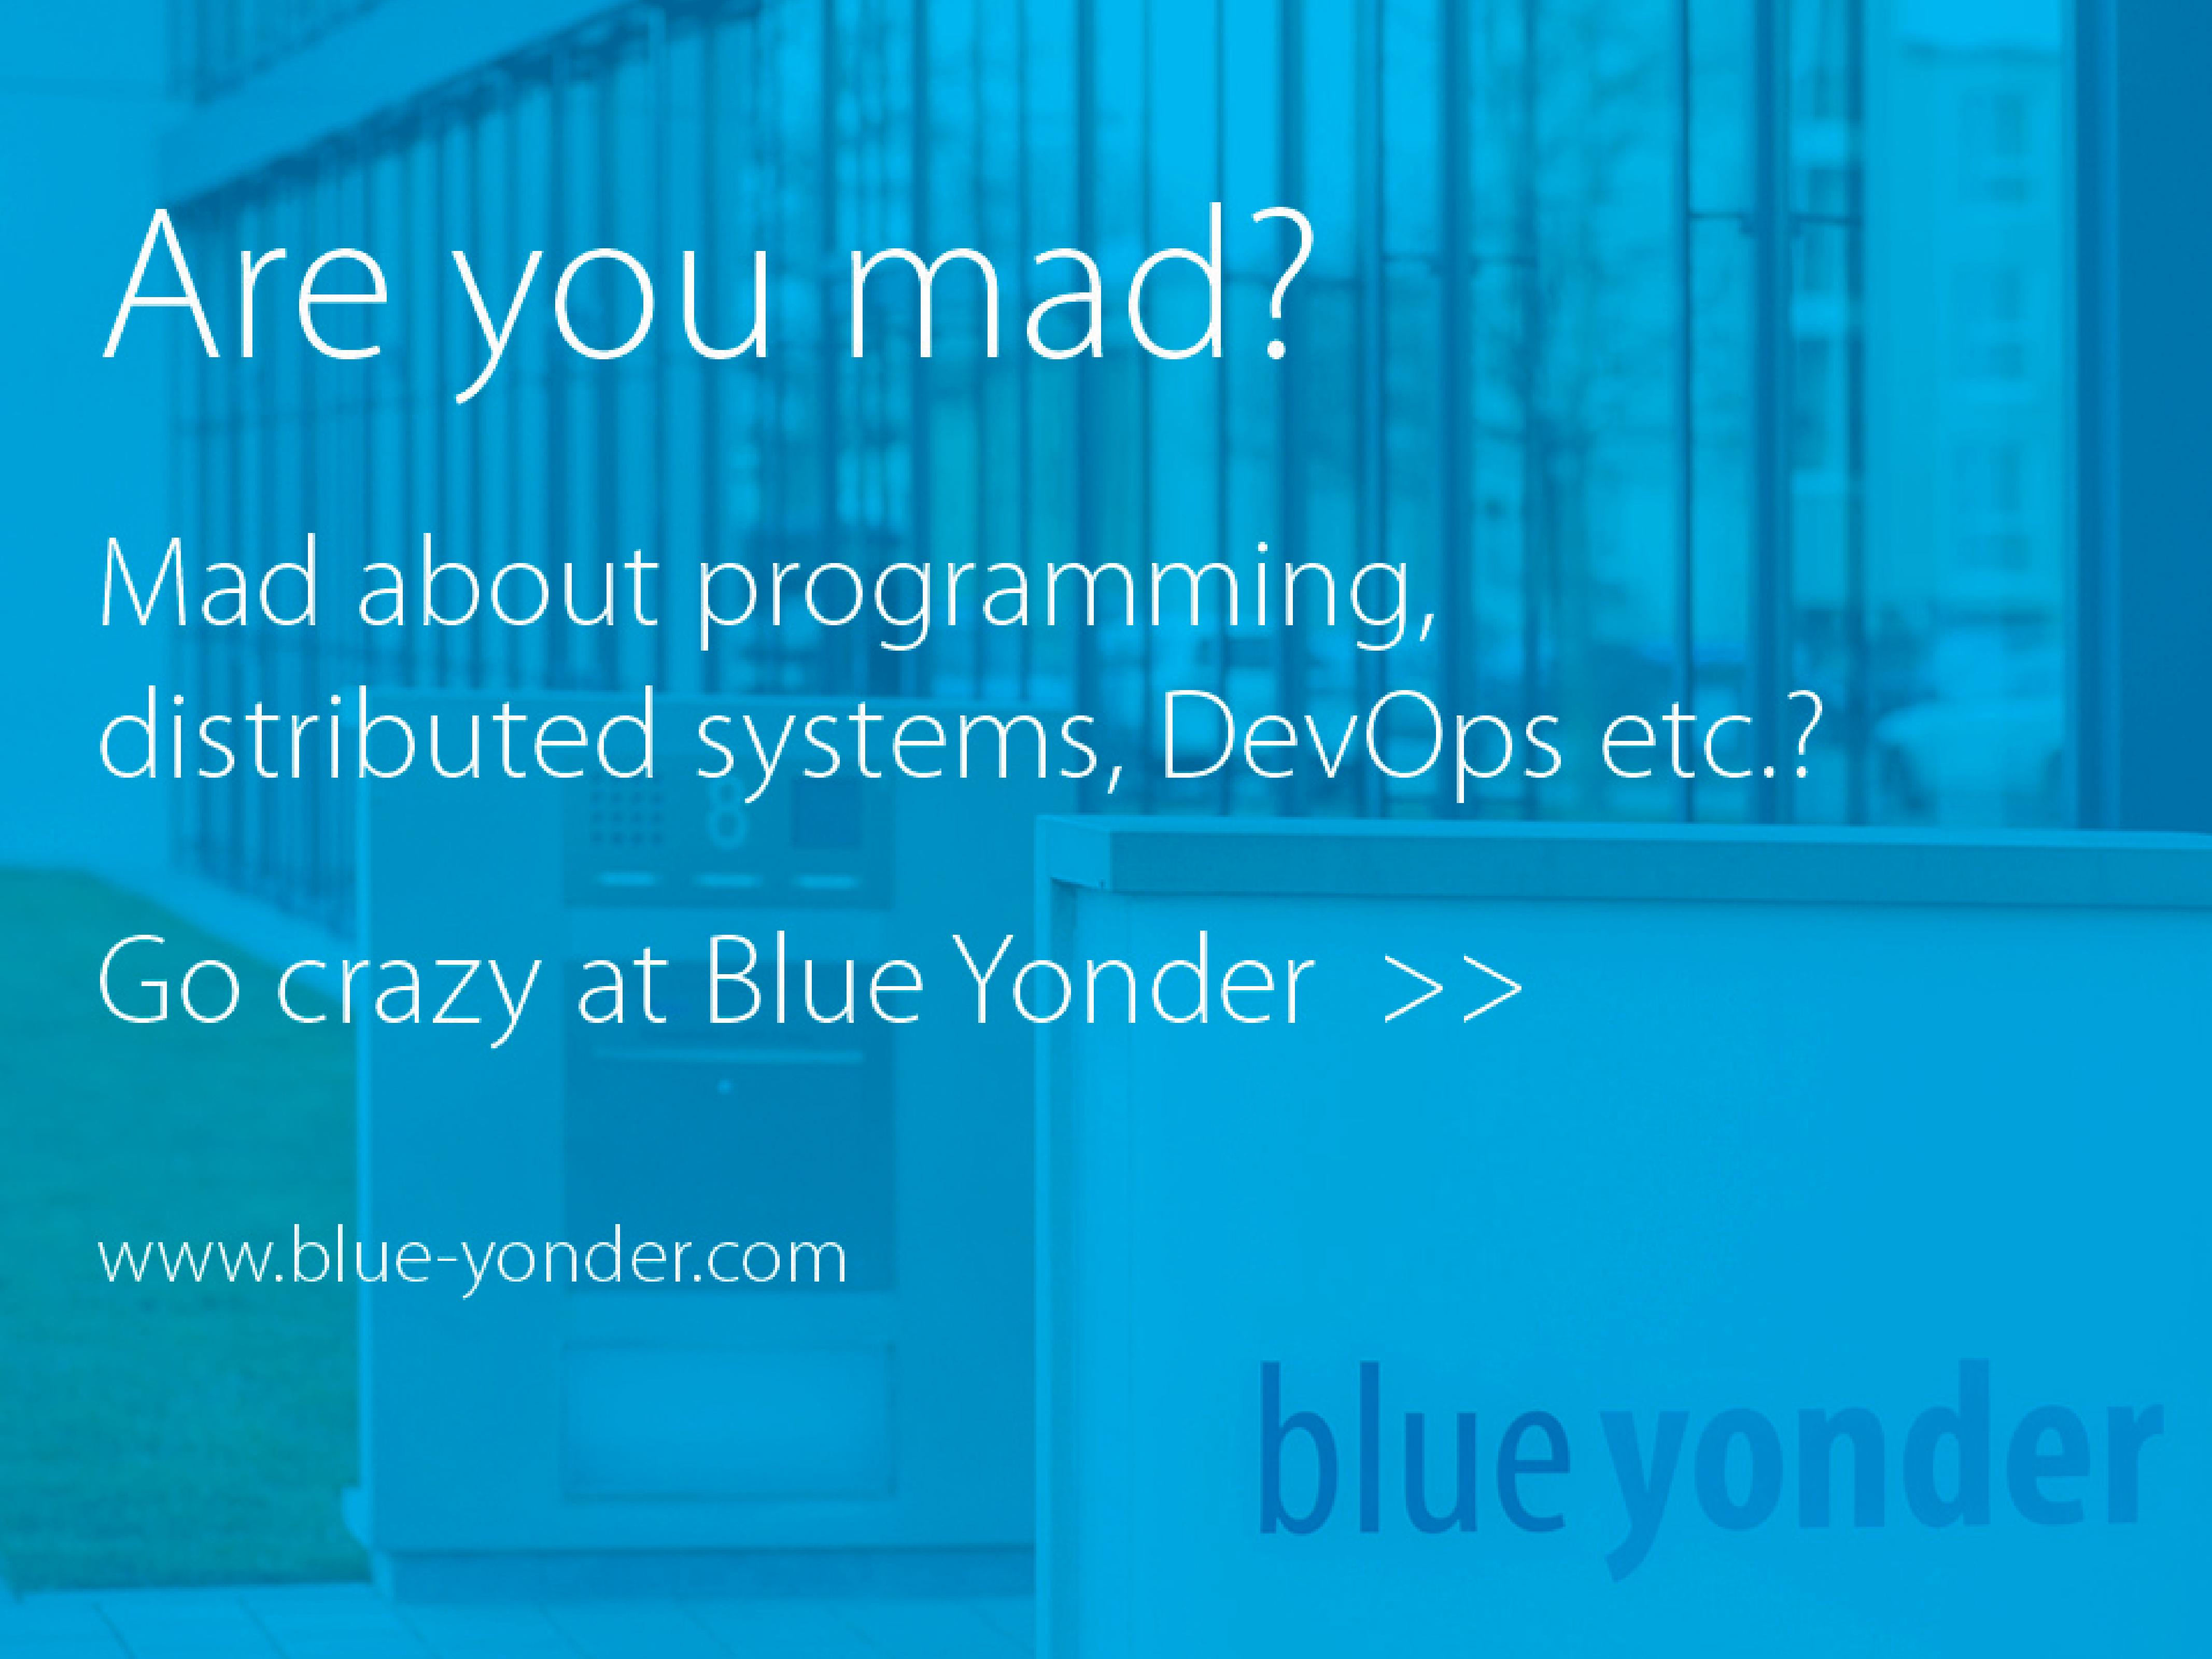 Are you mad?
Mad about programming,
distributed systems, DevOps etc.?
Go crazy at Blue Yonder >>
www.blue-yonder.com
8
blue yonder